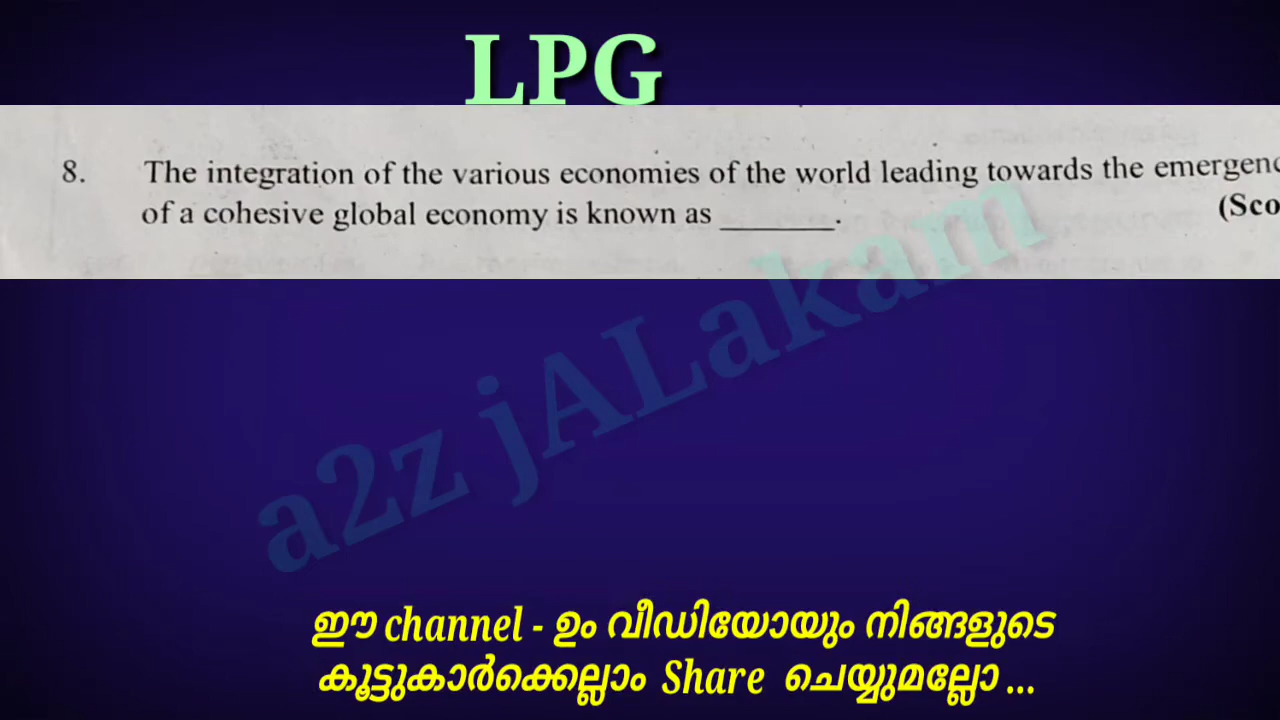 LPG
8. The integration of the various economies of the world leading towards the emergenc
of a cohesive global economy is known as _______.
(Sco
a2z jALakam
ഈ channel - ഉം വീഡിയോയും നിങ്ങളുടെ
കൂട്ടുകാർക്കെല്ലാം Share ചെയ്യുമല്ലോ ...